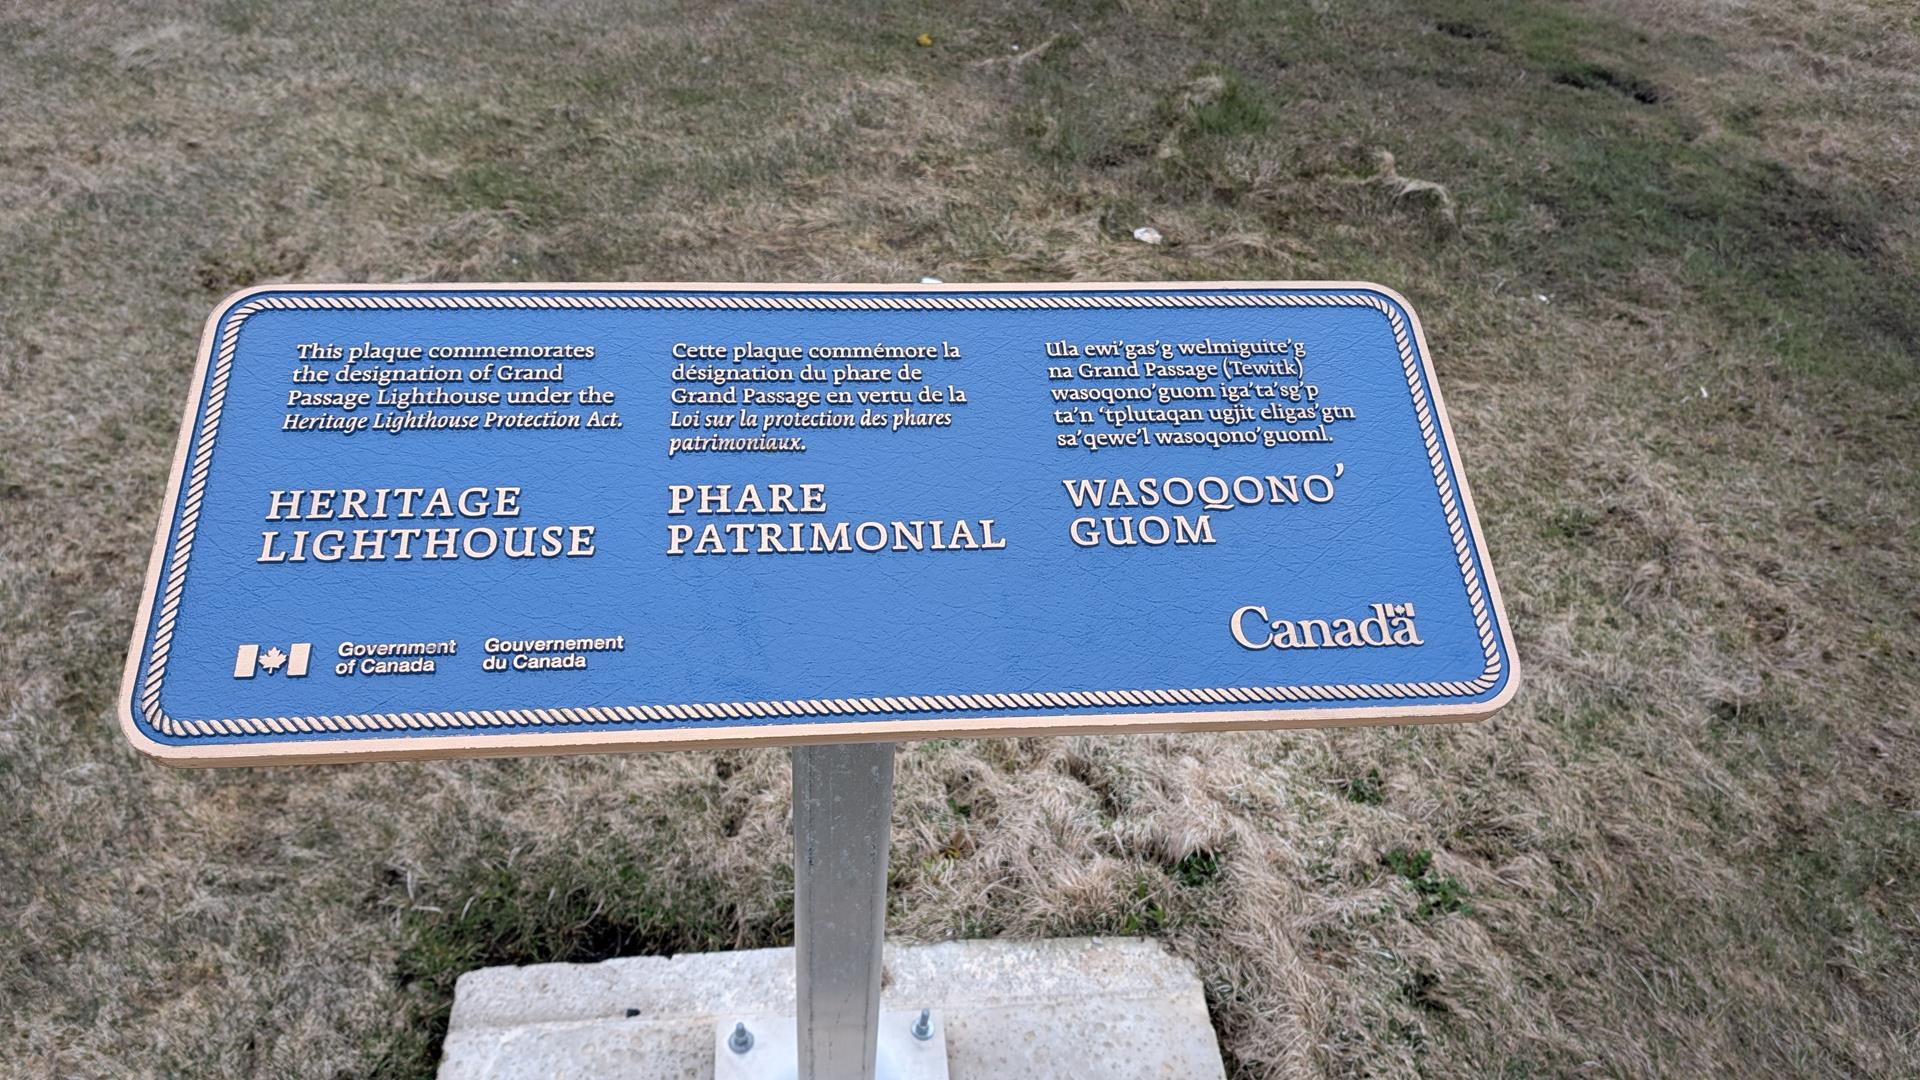 This plaque commemorates
the designation of Grand
Passage Lighthouse under the
Heritage Lighthouse Protection Act.
HERITAGE
LIGHTHOUSE
Cette plaque commémore la
désignation du phare de
Grand Passage en vertu de la
Loi sur la protection des phares
patrimoniaux.
PHARE
PATRIMONIAL
Ula ewi'gas'g welmiguite'g
na Grand Passage (Tewitk)
wasoqono'guom iga'ta'sg'p
ta'n 'tplutaqan ugjit eligas'gtn
sa'qewe'l wasoqono'guoml.
WASOQONO'
GUOM
Government
of Canada
Gouvernement
du Canada
Canada